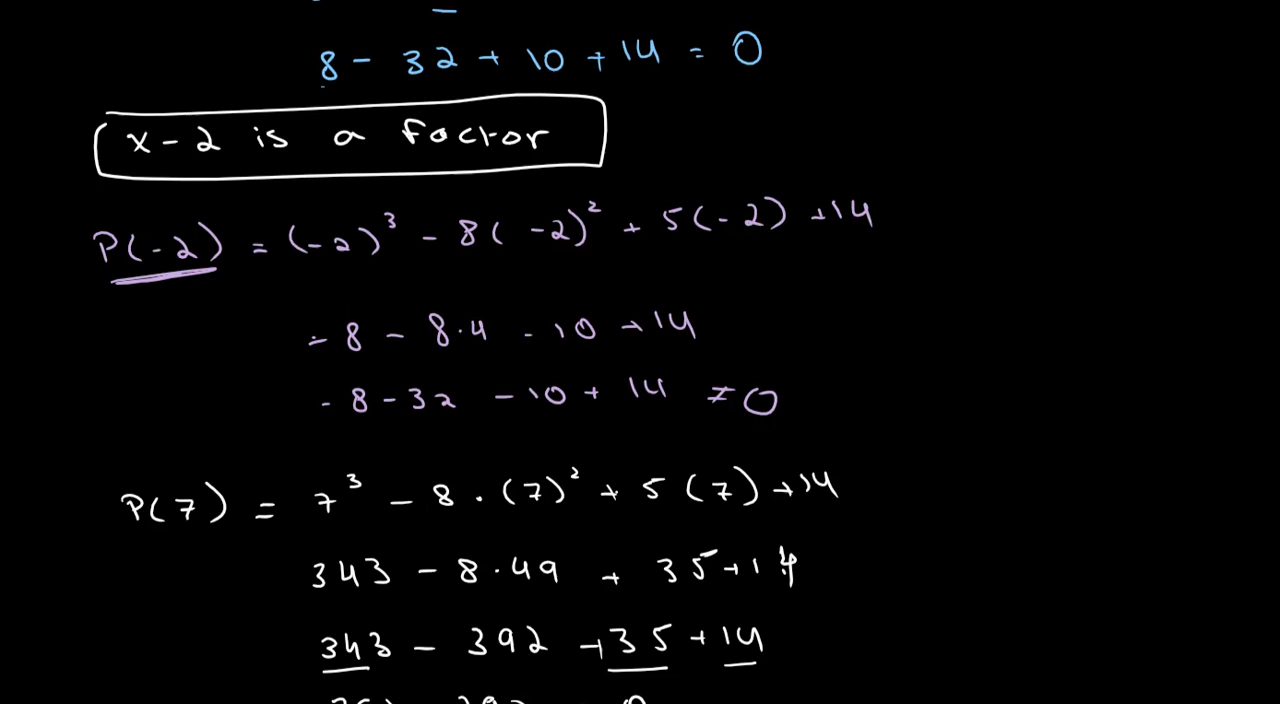 8 - 32 + 10 + 14 = 0
x - 2 is a factor
P(-2) = (-2)³ - 8(-2)² + 5(-2) + 14
- 8 - 8·4 - 10 + 14
- 8 - 32 - 10 + 14 ≠ 0
P(7) = 7³ - 8·(7)² + 5(7) + 14
343 - 8·49 + 35 + 14
343 - 392 + 35 + 14